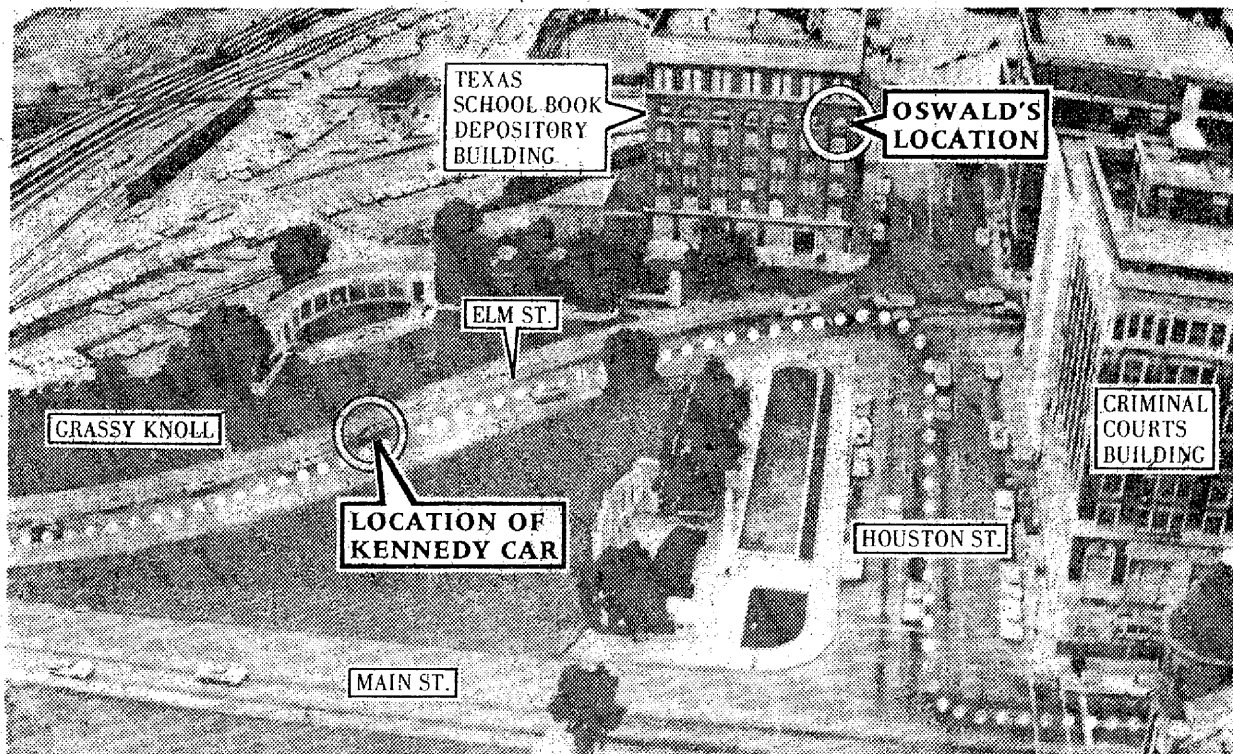 TEXAS
SCHOOL BOOK
DEPOSITORY
BUILDING
OSWALD'S
LOCATION
ELM ST.
GRASSY KNOLL
CRIMINAL
COURTS
BUILDING
LOCATION OF
KENNEDY CAR
HOUSTON ST.
MAIN ST.